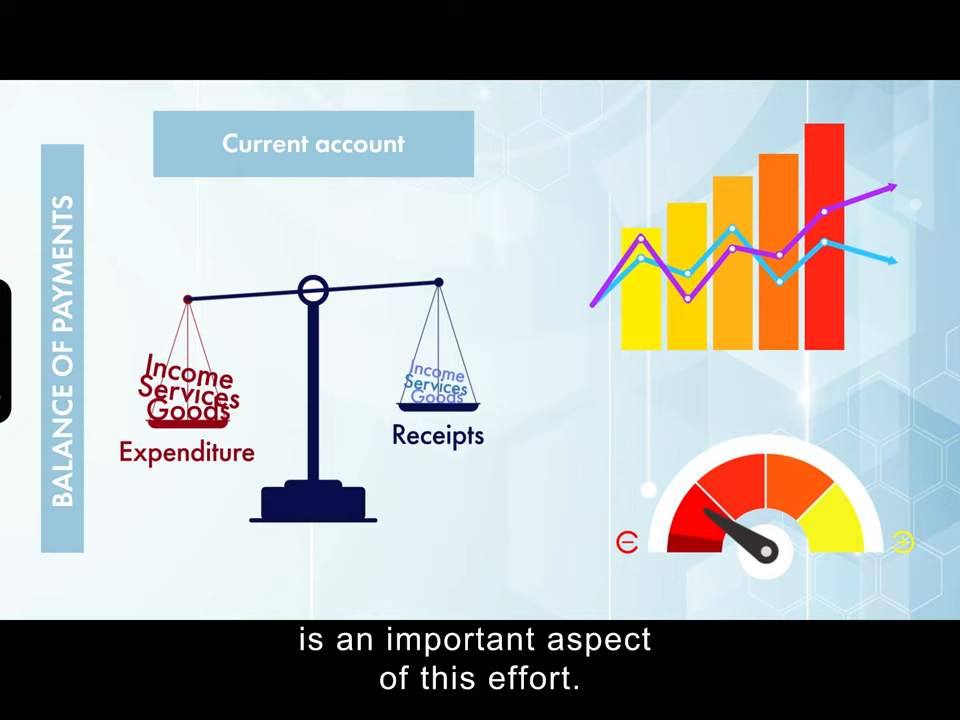 Current account
BALANCE OF PAYMENTS
Income
Services
Goods
Expenditure
Income
Services
Goods
Receipts
is an important aspect
of this effort.